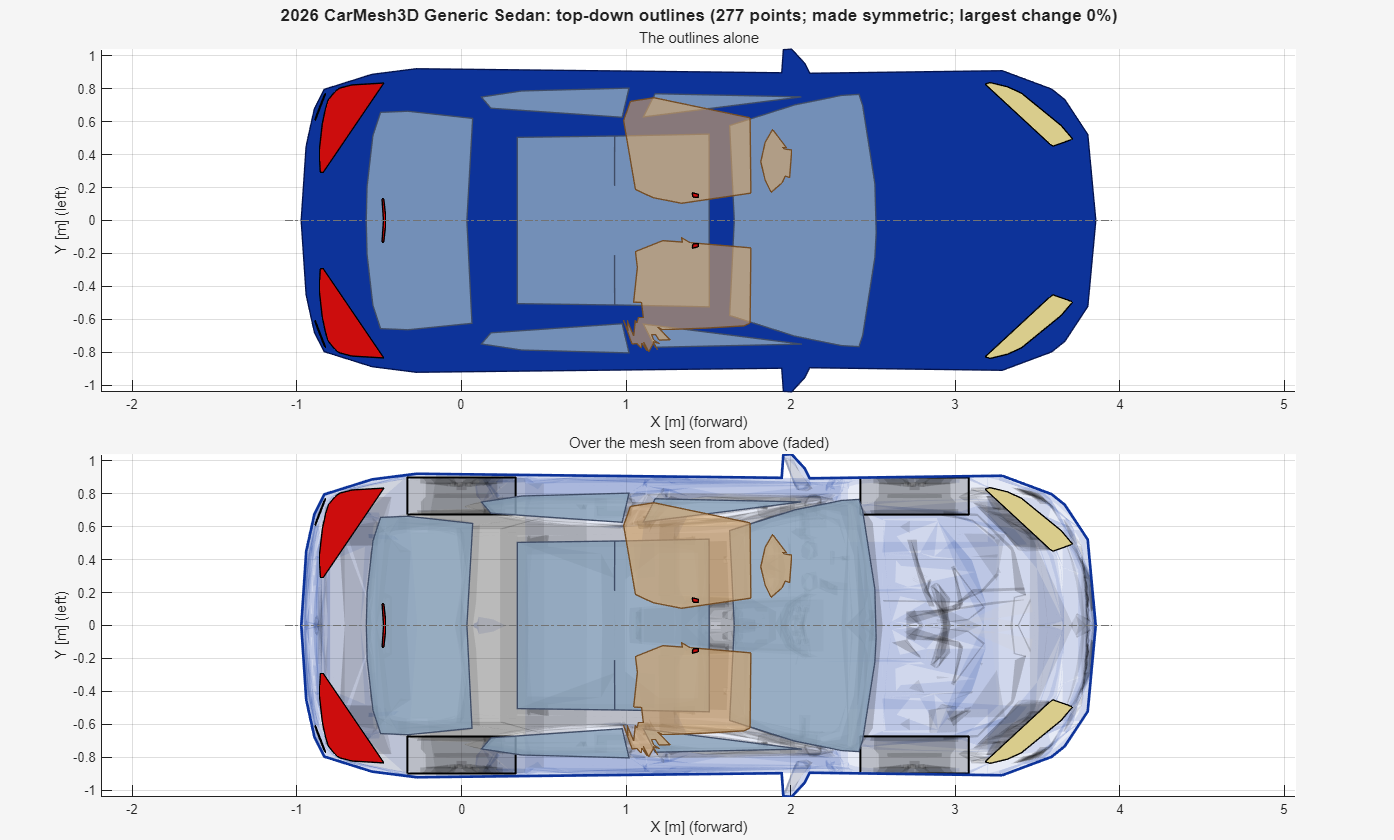 2026 CarMesh3D Generic Sedan: top-down outlines (277 points; made symmetric; largest change 0%)
The outlines alone
1
0.8
0.6
0.4
0.2
0
-0.2
-0.4
-0.6
-0.8
-1
Y [m] (left)
-2 -1 0 1 2 3 4 5
X [m] (forward)
Over the mesh seen from above (faded)
1
0.8
0.6
0.4
0.2
0
-0.2
-0.4
-0.6
-0.8
-1
Y [m] (left)
-2 -1 0 1 2 3 4 5
X [m] (forward)